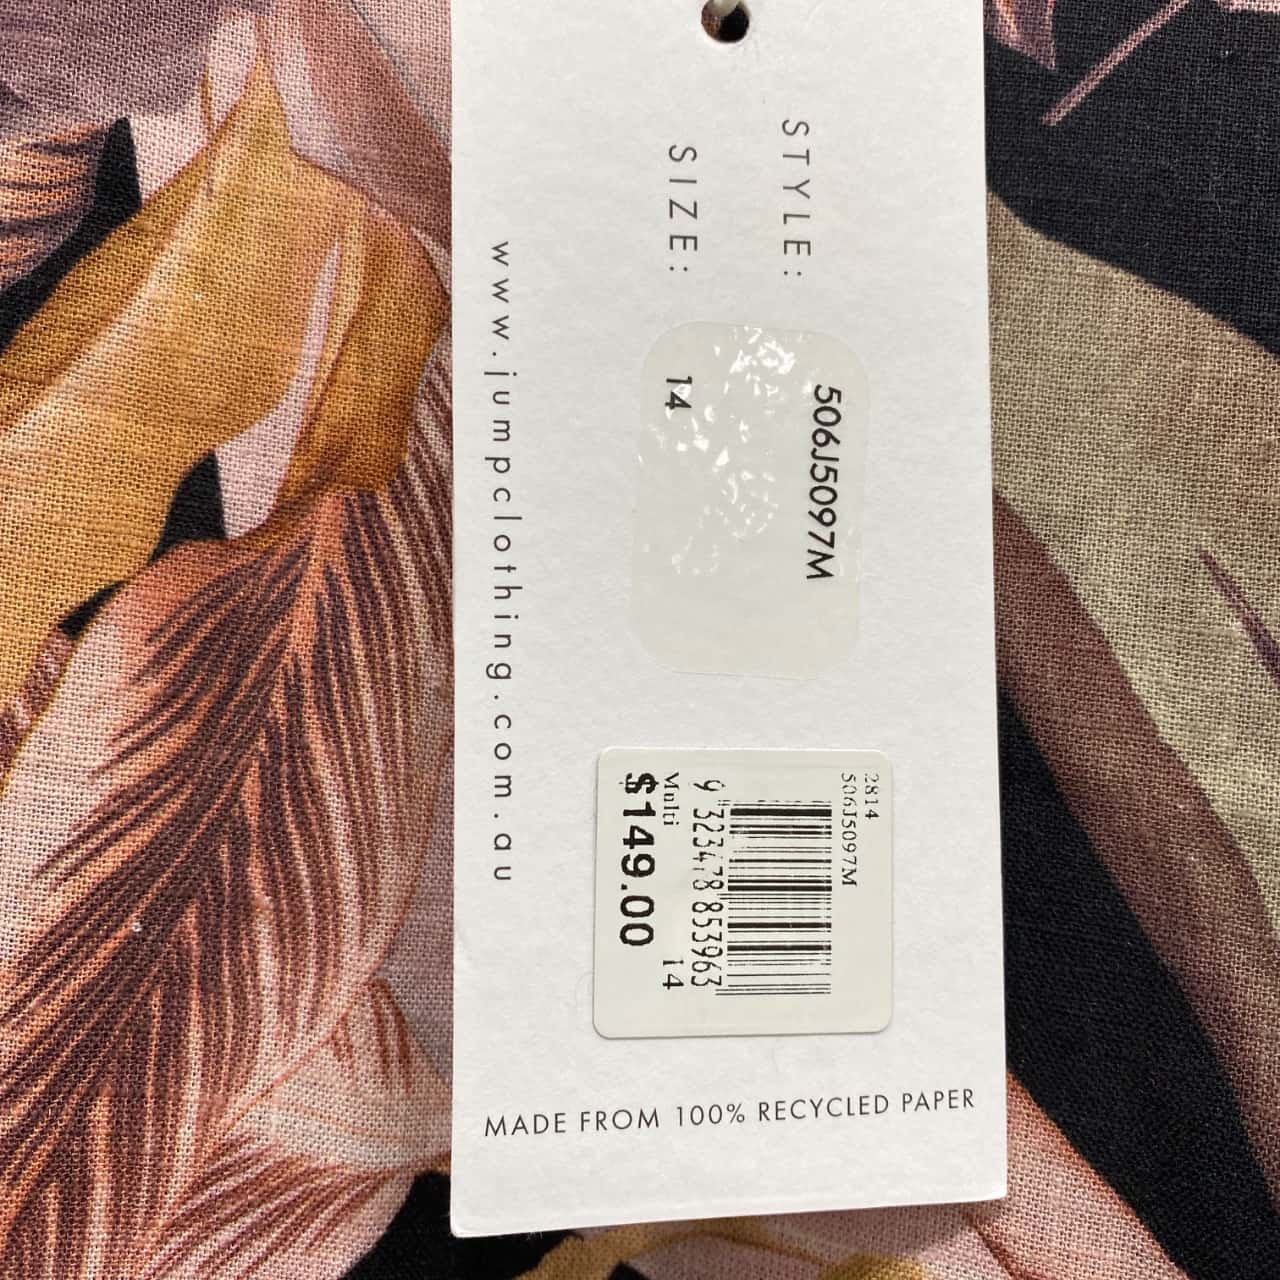 STYLE: 506J5097M
SIZE: 14
www.jumpclothing.com.au
2814
506J5097M
9 323478 853963
Multi 14
$149.00
MADE FROM 100% RECYCLED PAPER